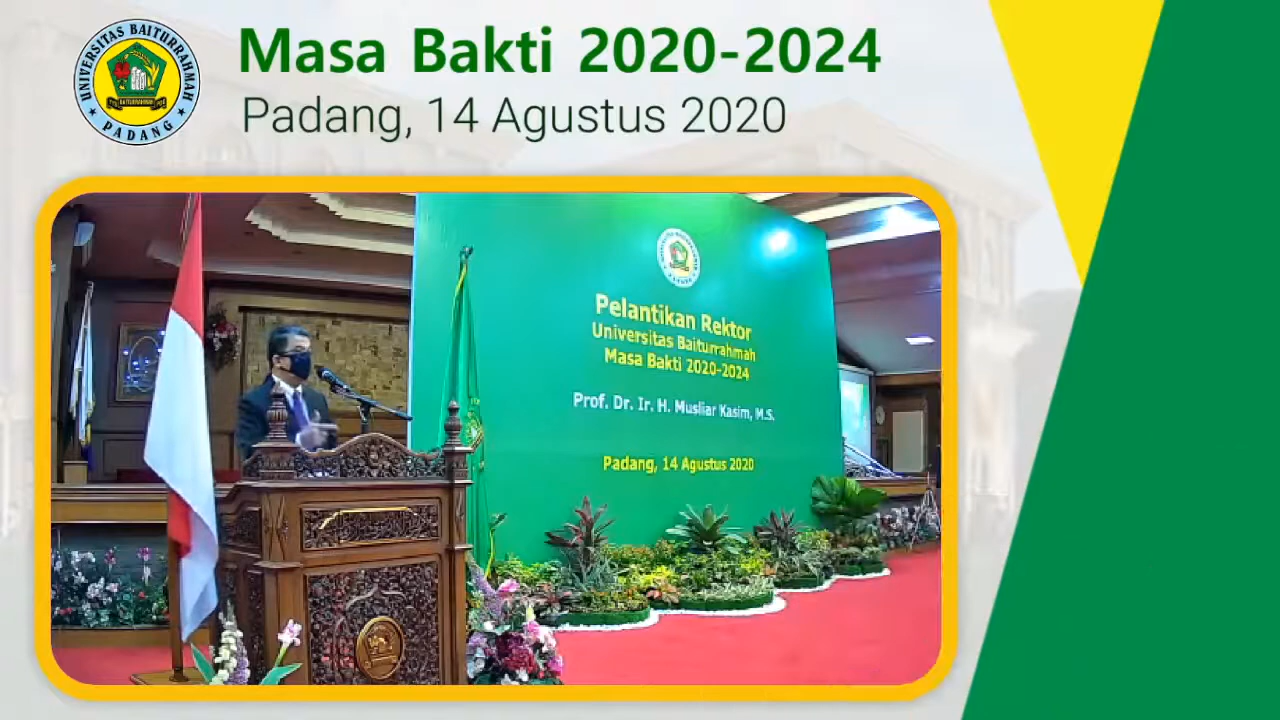 UNIVERSITAS BAITURRAHMAH
BAITURRAHMAH
PADANG
Masa Bakti 2020-2024
Padang, 14 Agustus 2020
Pelantikan Rektor
Universitas Baiturrahmah
Masa Bakti 2020-2024
Prof. Dr. Ir. H. Musliar Kasim, M.S.
Padang, 14 Agustus 2020